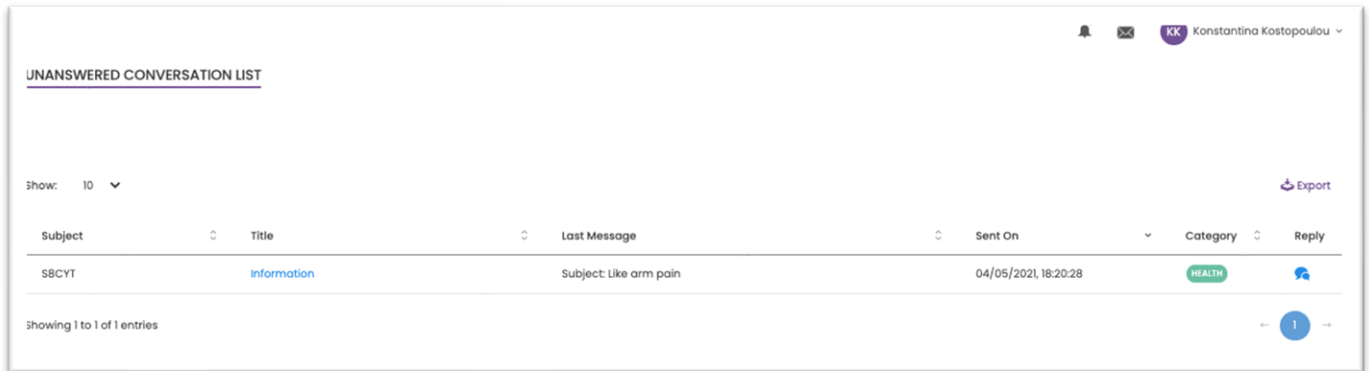 KK Konstantina Kostopoulou
UNANSWERED CONVERSATION LIST
Show: 10
Export
Subject Title Last Message Sent On Category Reply
S8CYT Information Subject: Like arm pain 04/05/2021, 18:20:28 HEALTH
Showing 1 to 1 of 1 entries
← 1 →